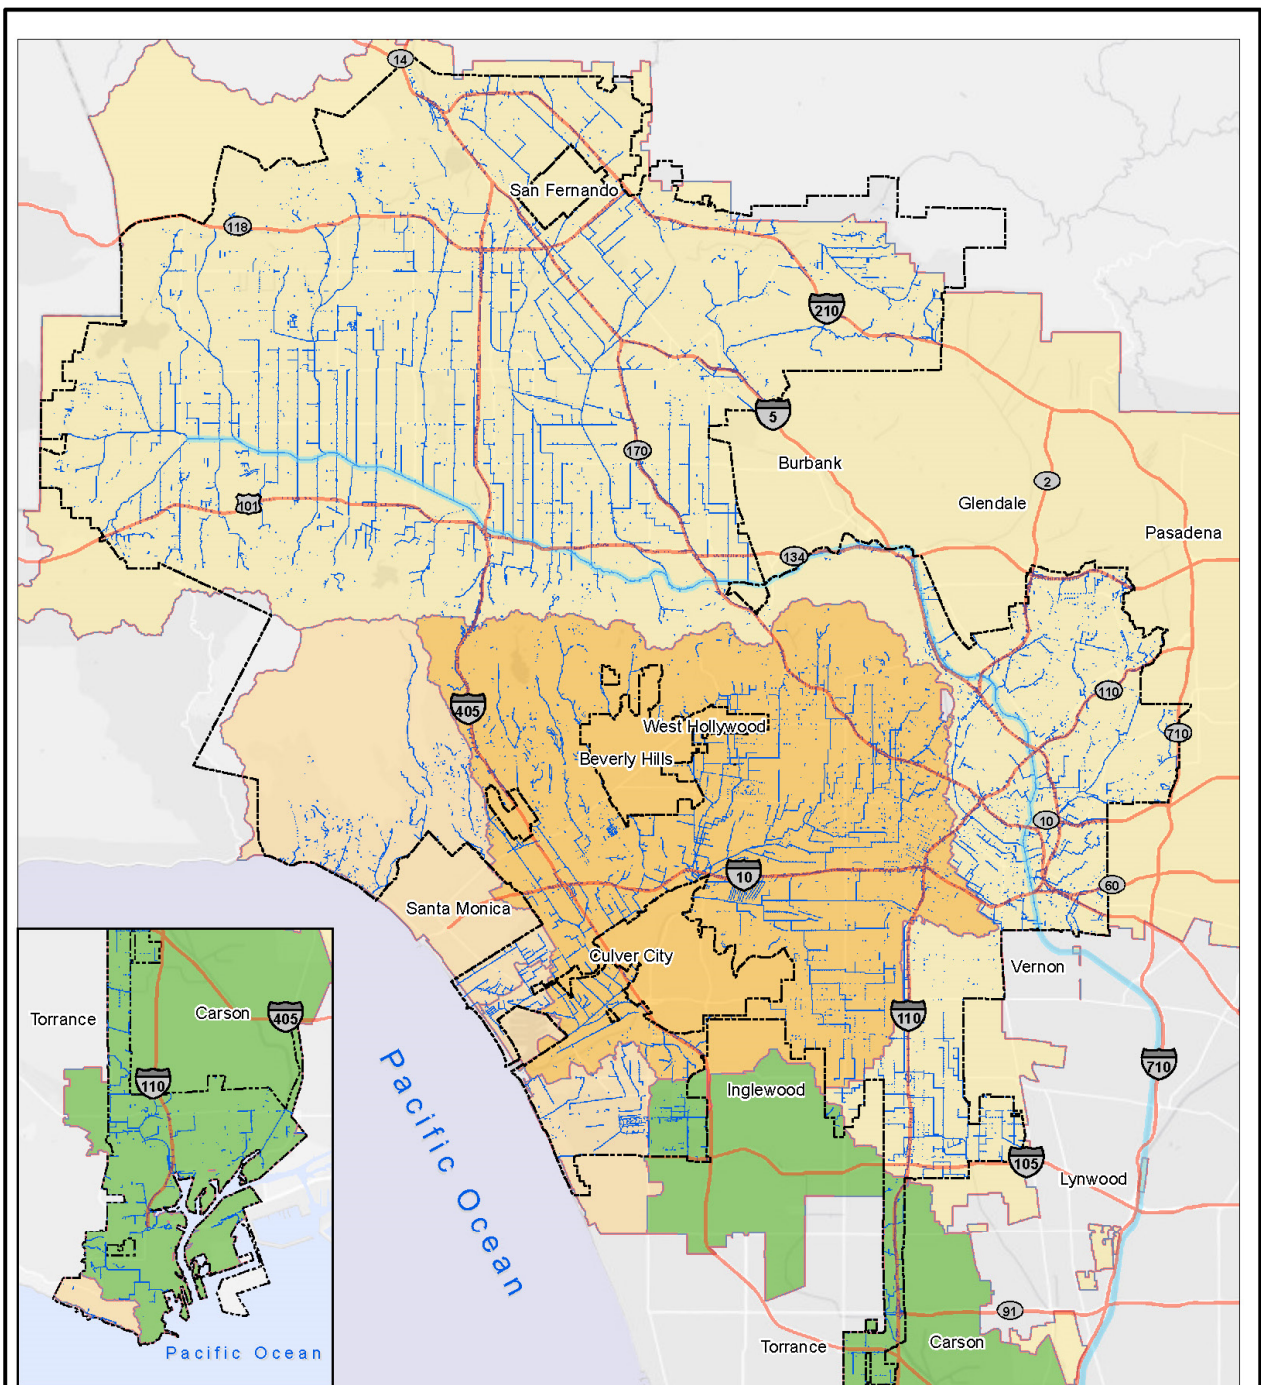 14
San Fernando
118
210
5
170
Burbank
2
Glendale
101
Pasadena
134
110
405
West Hollywood
710
Beverly Hills
10
10
60
Santa Monica
Culver City
Vernon
110
Carson
405
Torrance
710
110
Inglewood
105
Lynwood
Pacific Ocean
91
Carson
Torrance
Pacific Ocean